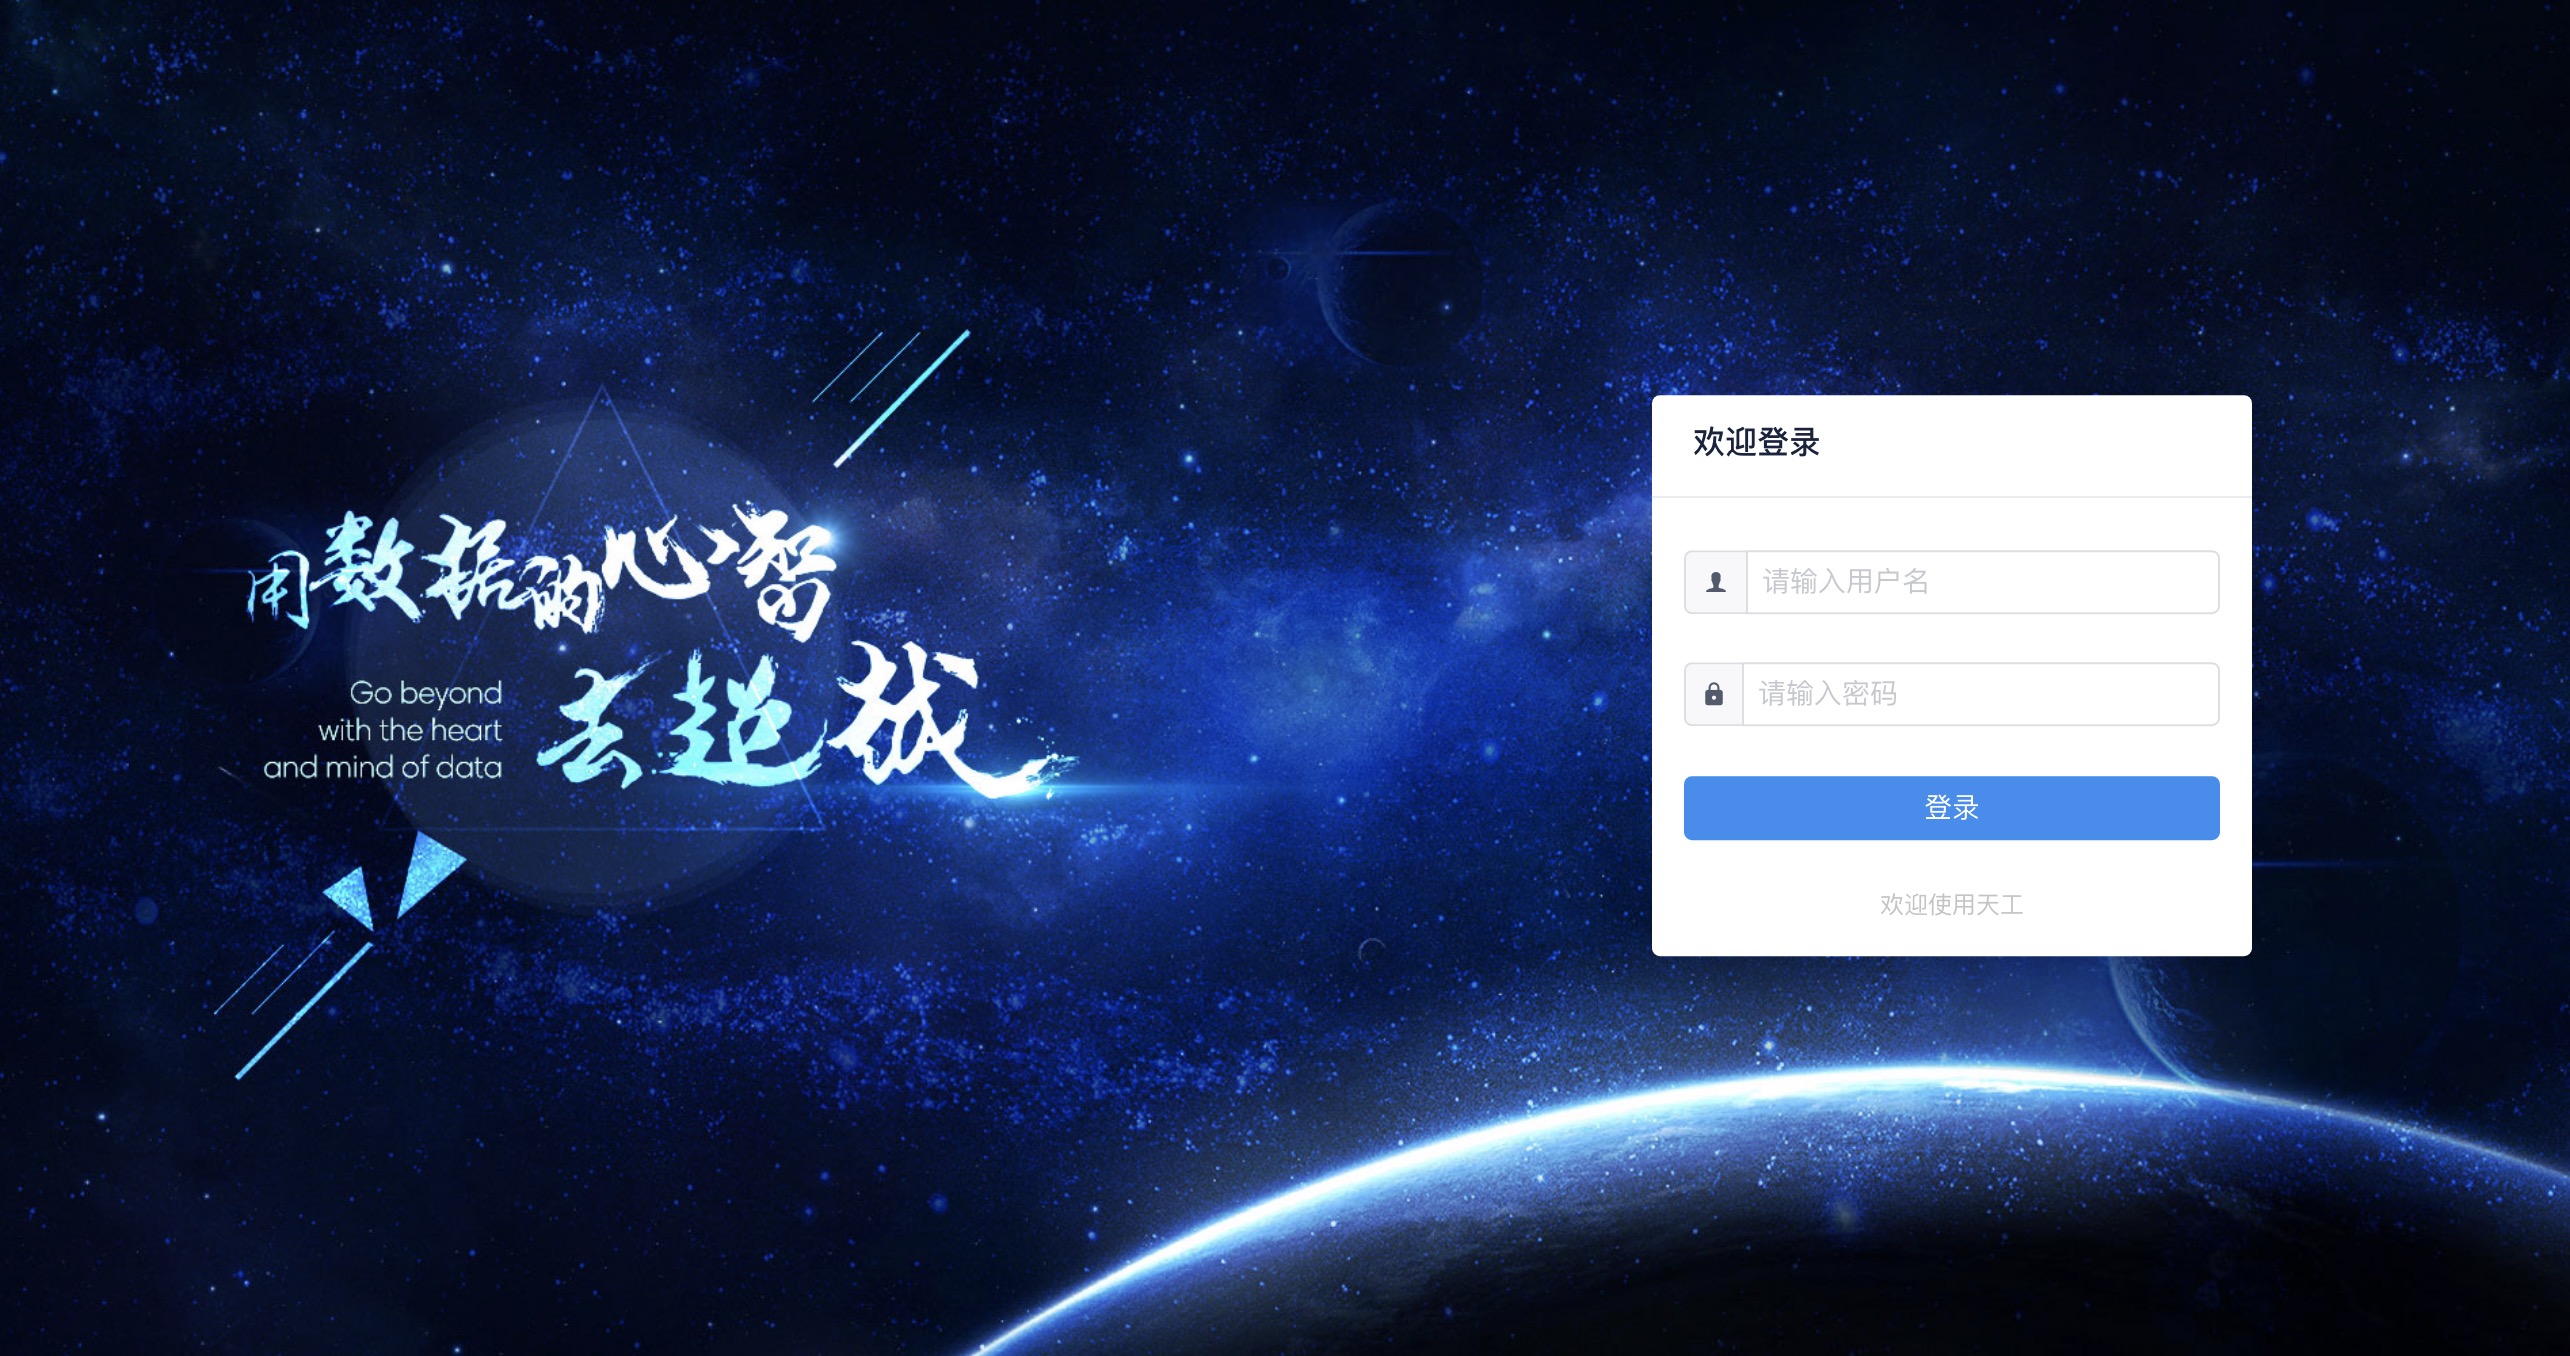 用数据的心智
去超越
Go beyond
with the heart
and mind of data
欢迎登录
请输入用户名
请输入密码
登录
欢迎使用天工